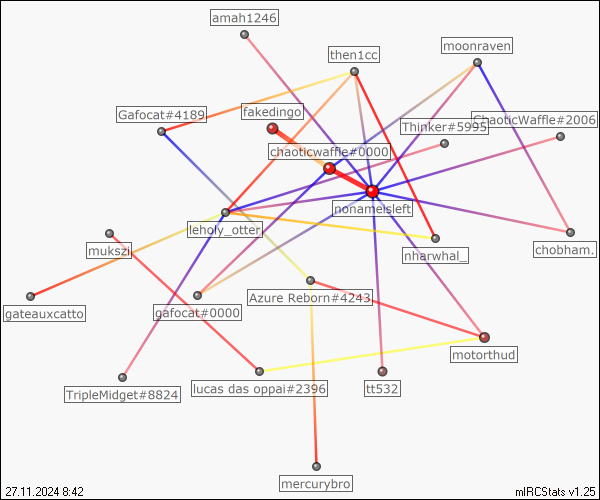 amah1246
then1cc
moonraven
Gafocat#4189
fakedingo
ChaoticWaffle#2006
Thinker#5995
chaoticwaffle#0000
nonameisleft
leholy_otter
mukszi
nharwhal_
chobham.
gateauxcatto
gafocat#0000
Azure Reborn#4243
motorthud
TripleMidget#8824
lucas das oppai#2396
tt532
mercurybro
27.11.2024 8:42
mIRCStats v1.25